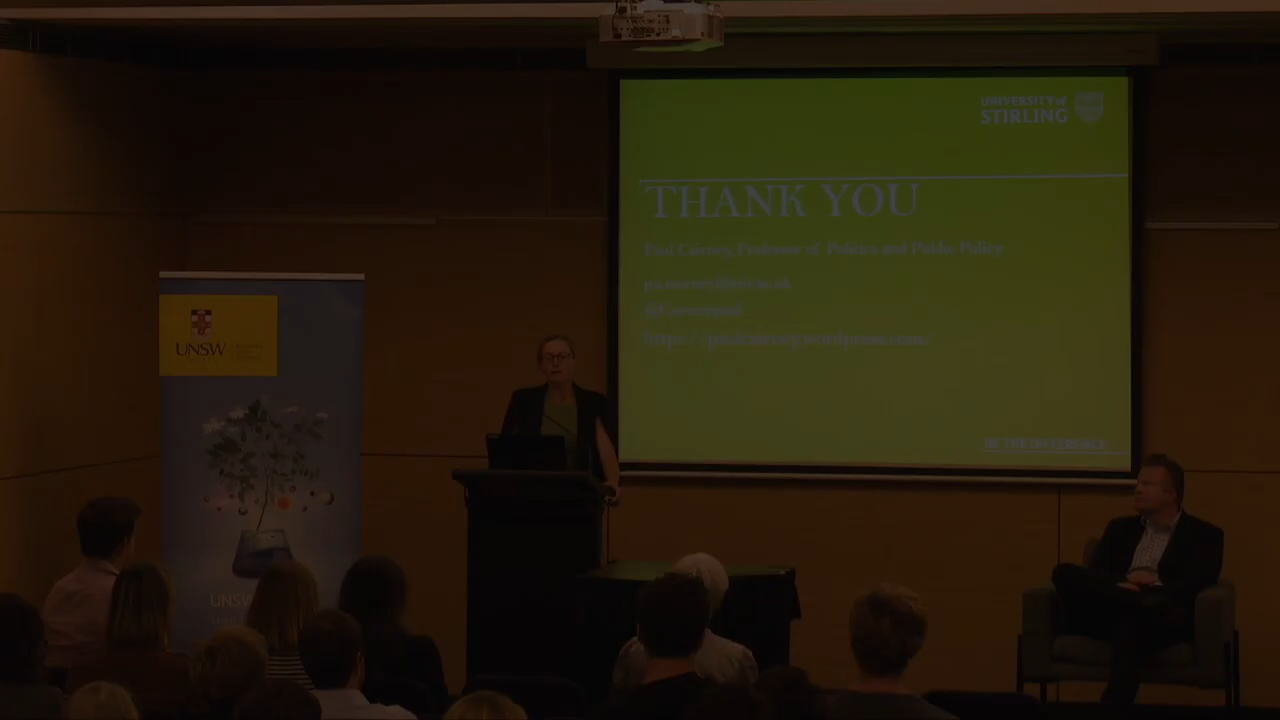 UNIVERSITY of
STIRLING
THANK YOU
Paul Cairney, Professor of Politics and Public Policy
https://paulcairney.wordpress.com/
UNSW
BE THE DIFFERENCE
UNSW